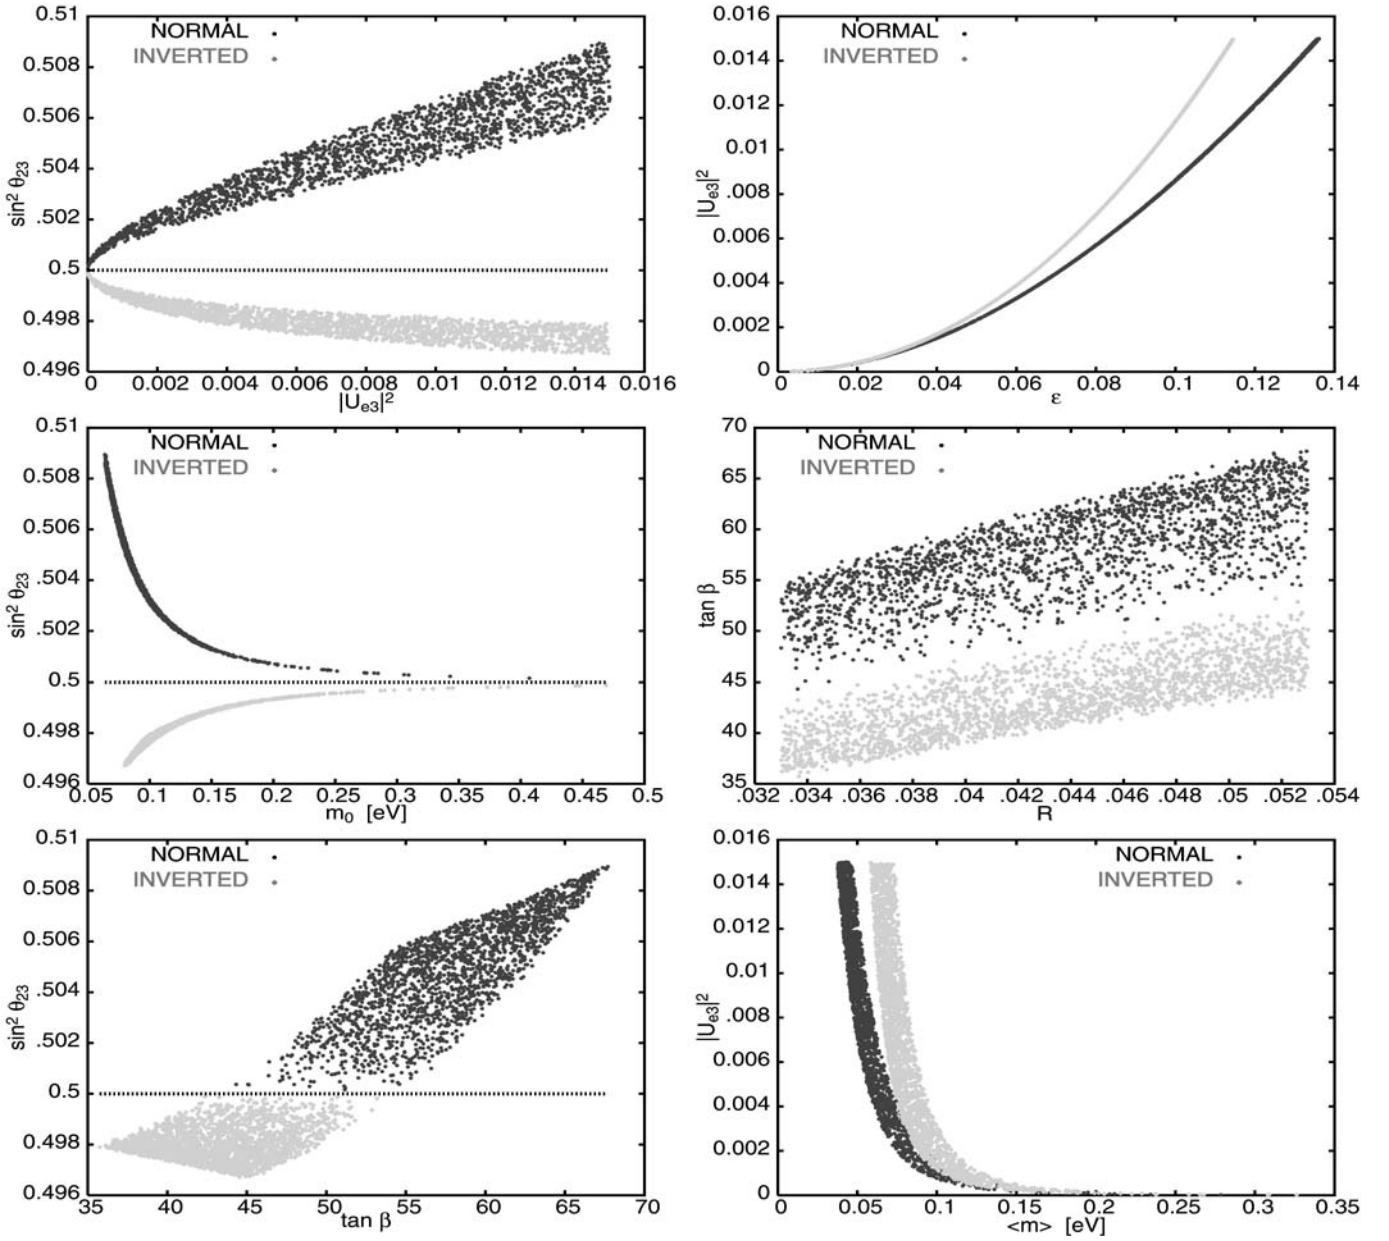 0.51
NORMAL
INVERTED
0.508
0.506
.504
.502
0.5
0.498
0.496
sin² θ₂₃
0 0.002 0.004 0.006 0.008 0.01 0.012 0.014 0.016
|Uₑ₃|²
0.016
NORMAL
INVERTED
0.014
0.012
0.01
.008
0.006
0.004
0.002
0
|Uₑ₃|²
0 0.02 0.04 0.06 0.08 0.1 0.12 0.14
ε
0.51
NORMAL
INVERTED
0.508
0.506
0.504
.502
0.5
0.498
0.496
sin² θ₂₃
0.05 0.1 0.15 0.2 0.25 0.3 0.35 0.4 0.45 0.5
m₀ [eV]
70
NORMAL
INVERTED
65
60
55
50
45
40
35
tan β
.032 .034 .036 .038 .04 .042 .044 .046 .048 .05 .052 .054
R
0.51
NORMAL
INVERTED
0.508
0.506
.504
.502
0.5
0.498
0.496
sin² θ₂₃
35 40 45 50 55 60 65 70
tan β
0.016
NORMAL
INVERTED
0.014
0.012
0.01
.008
0.006
0.004
0.002
0
|Uₑ₃|²
0 0.05 0.1 .15 0.2 0.25 0.3 .35
<m> [eV]